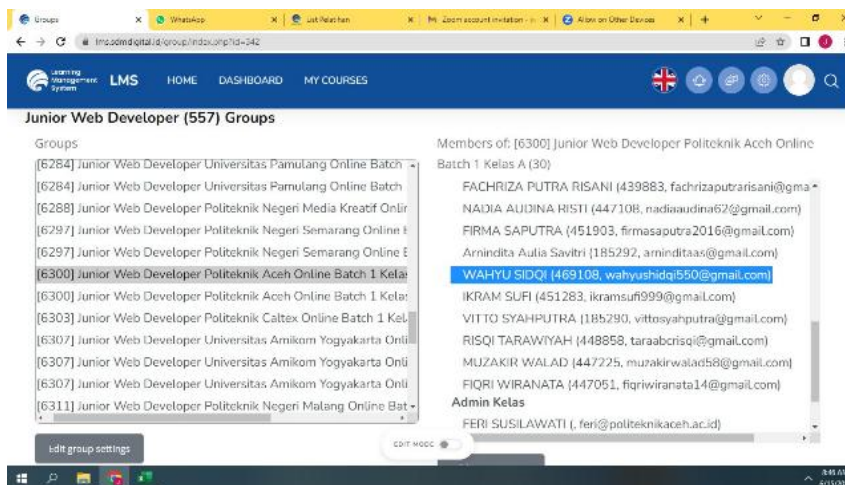 Groups
WhatsApp
List Pelatihan
Zoom account invitation - in
Allow on Other Devices
lms.sdmdigital.id/group/index.php?id=342
Learning
Management
System
LMS
HOME
DASHBOARD
MY COURSES
Junior Web Developer (557) Groups
Groups
[6284] Junior Web Developer Universitas Pamulang Online Batch
[6284] Junior Web Developer Universitas Pamulang Online Batch
[6288] Junior Web Developer Politeknik Negeri Media Kreatif Onlin
[6297] Junior Web Developer Politeknik Negeri Semarang Online
[6297] Junior Web Developer Politeknik Negeri Semarang Online
[6300] Junior Web Developer Politeknik Aceh Online Batch 1 Kelas
[6300] Junior Web Developer Politeknik Aceh Online Batch 1 Kelas
[6303] Junior Web Developer Politeknik Caltex Online Batch 1 Kel
[6307] Junior Web Developer Universitas Amikom Yogyakarta Onli
[6307] Junior Web Developer Universitas Amikom Yogyakarta Onli
[6307] Junior Web Developer Universitas Amikom Yogyakarta Onli
[6311] Junior Web Developer Politeknik Negeri Malang Online Bat
Edit group settings
Members of: [6300] Junior Web Developer Politeknik Aceh Online
Batch 1 Kelas A (30)
FACHRIZA PUTRA RISANI (439883, fachrizaputrarisani@gma
NADIA AUDINA RISTI (447108, nadiaaudina62@gmail.com)
FIRMA SAPUTRA (451903, firmasaputra2016@gmail.com)
Arnindita Aulia Savitri (185292, arninditaas@gmail.com)
WAHYU SIDQI (469108, wahyushidqi550@gmail.com)
IKRAM SUFI (451283, ikramsufi999@gmail.com)
VITTO SYAHPUTRA (185290, vittosyahputra@gmail.com)
RISQI TARAWIYAH (448858, taraabcrisqi@gmail.com)
MUZAKIR WALAD (447225, muzakirwalad58@gmail.com)
FIQRI WIRANATA (447051, fiqriwiranata14@gmail.com)
Admin Kelas
FERI SUSILAWATI (, feri@politeknikaceh.ac.id)
EDIT MODE